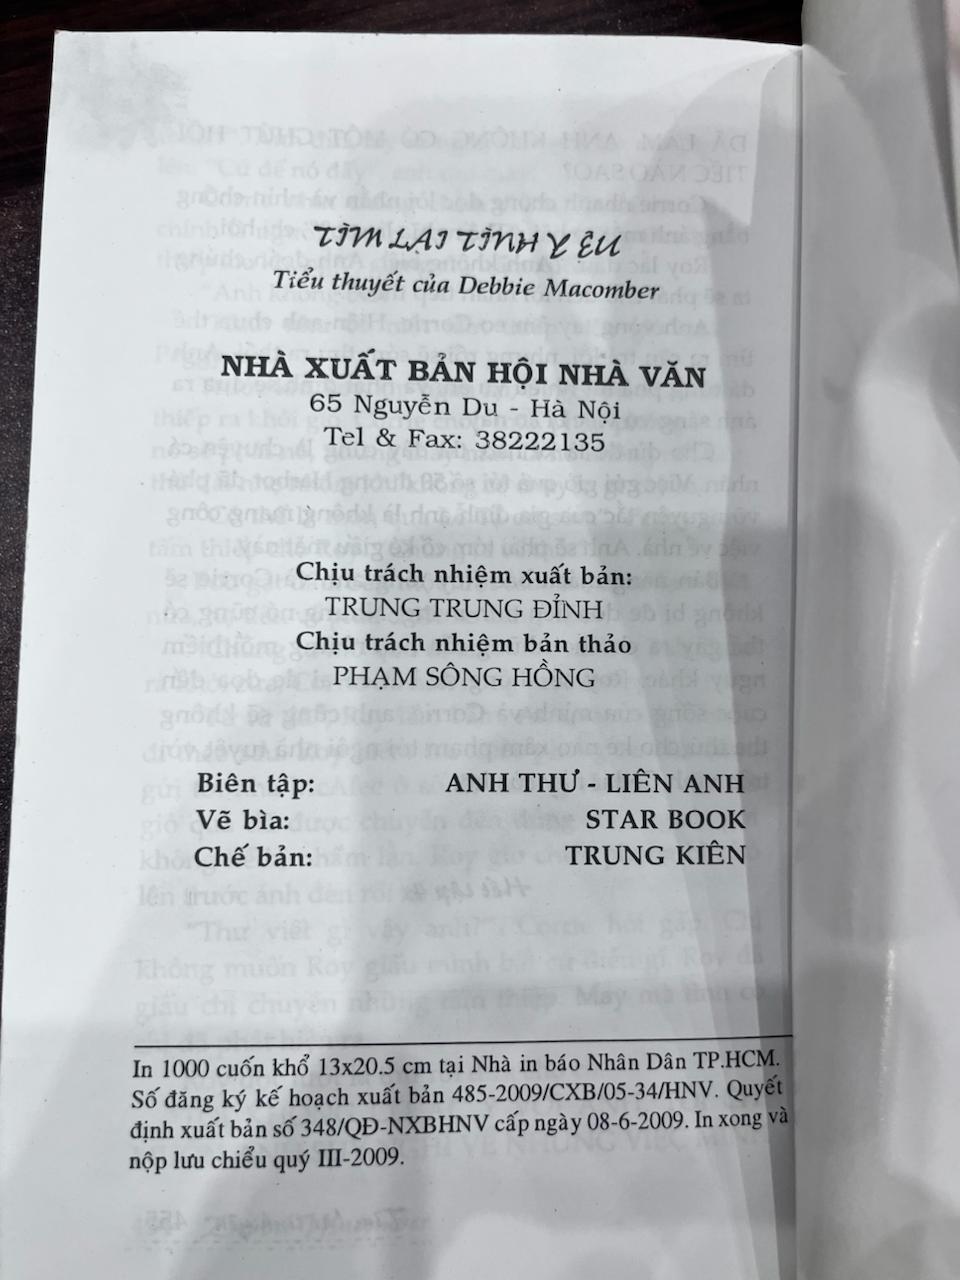 TÌM LẠI TÌNH YÊU
Tiểu thuyết của Debbie Macomber
NHÀ XUẤT BẢN HỘI NHÀ VĂN
65 Nguyễn Du - Hà Nội
Tel & Fax: 38222135
Chịu trách nhiệm xuất bản:
TRUNG TRUNG ĐỈNH
Chịu trách nhiệm bản thảo
PHẠM SÔNG HỒNG
Biên tập: ANH THƯ - LIÊN ANH
Vẽ bìa: STAR BOOK
Chế bản: TRUNG KIÊN
In 1000 cuốn khổ 13x20.5 cm tại Nhà in báo Nhân Dân TP.HCM.
Số đăng ký kế hoạch xuất bản 485-2009/CXB/05-34/HNV. Quyết
định xuất bản số 348/QĐ-NXBHNV cấp ngày 08-6-2009. In xong và
nộp lưu chiểu quý III-2009.